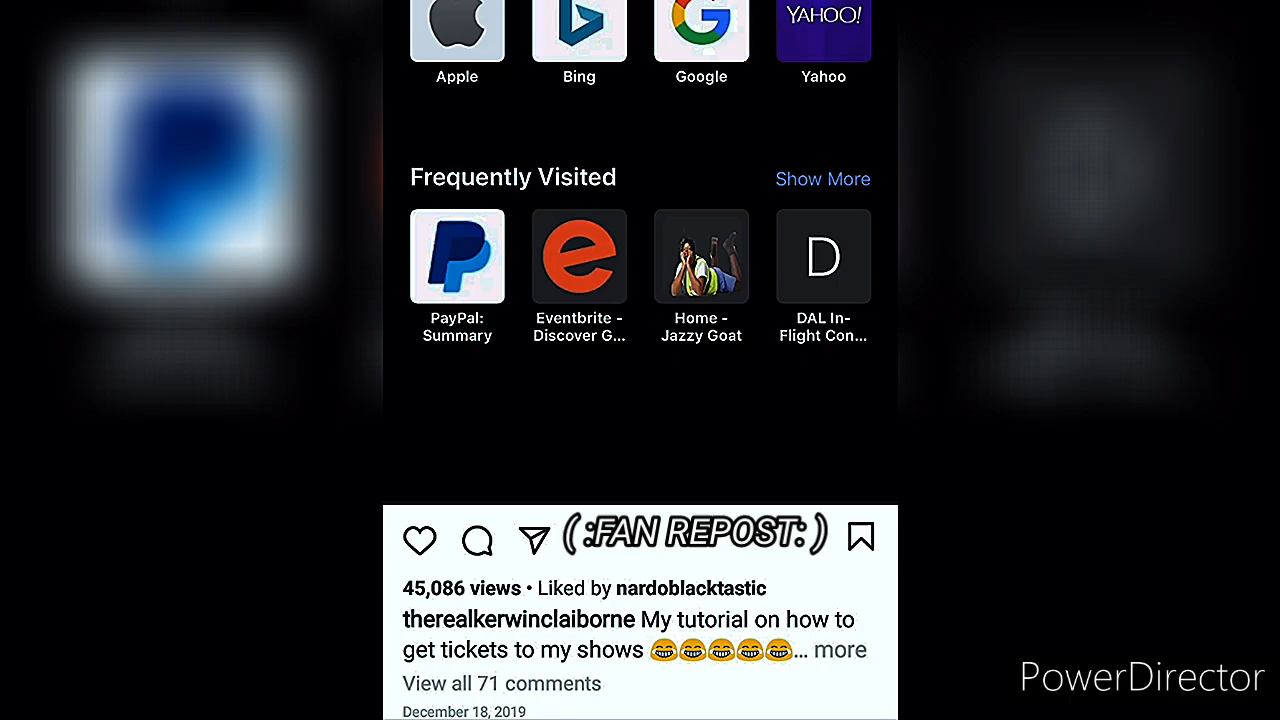 YAHOO!
Apple Bing Google Yahoo
Frequently Visited Show More
D
PayPal: Summary
Eventbrite - Discover G...
Home - Jazzy Goat
DAL In- Flight Con...
( :FAN REPOST: )
45,086 views • Liked by nardoblacktastic
therealkerwinclaiborne My tutorial on how to
get tickets to my shows 😂😂😂😂😂... more
View all 71 comments
December 18, 2019
PowerDirector